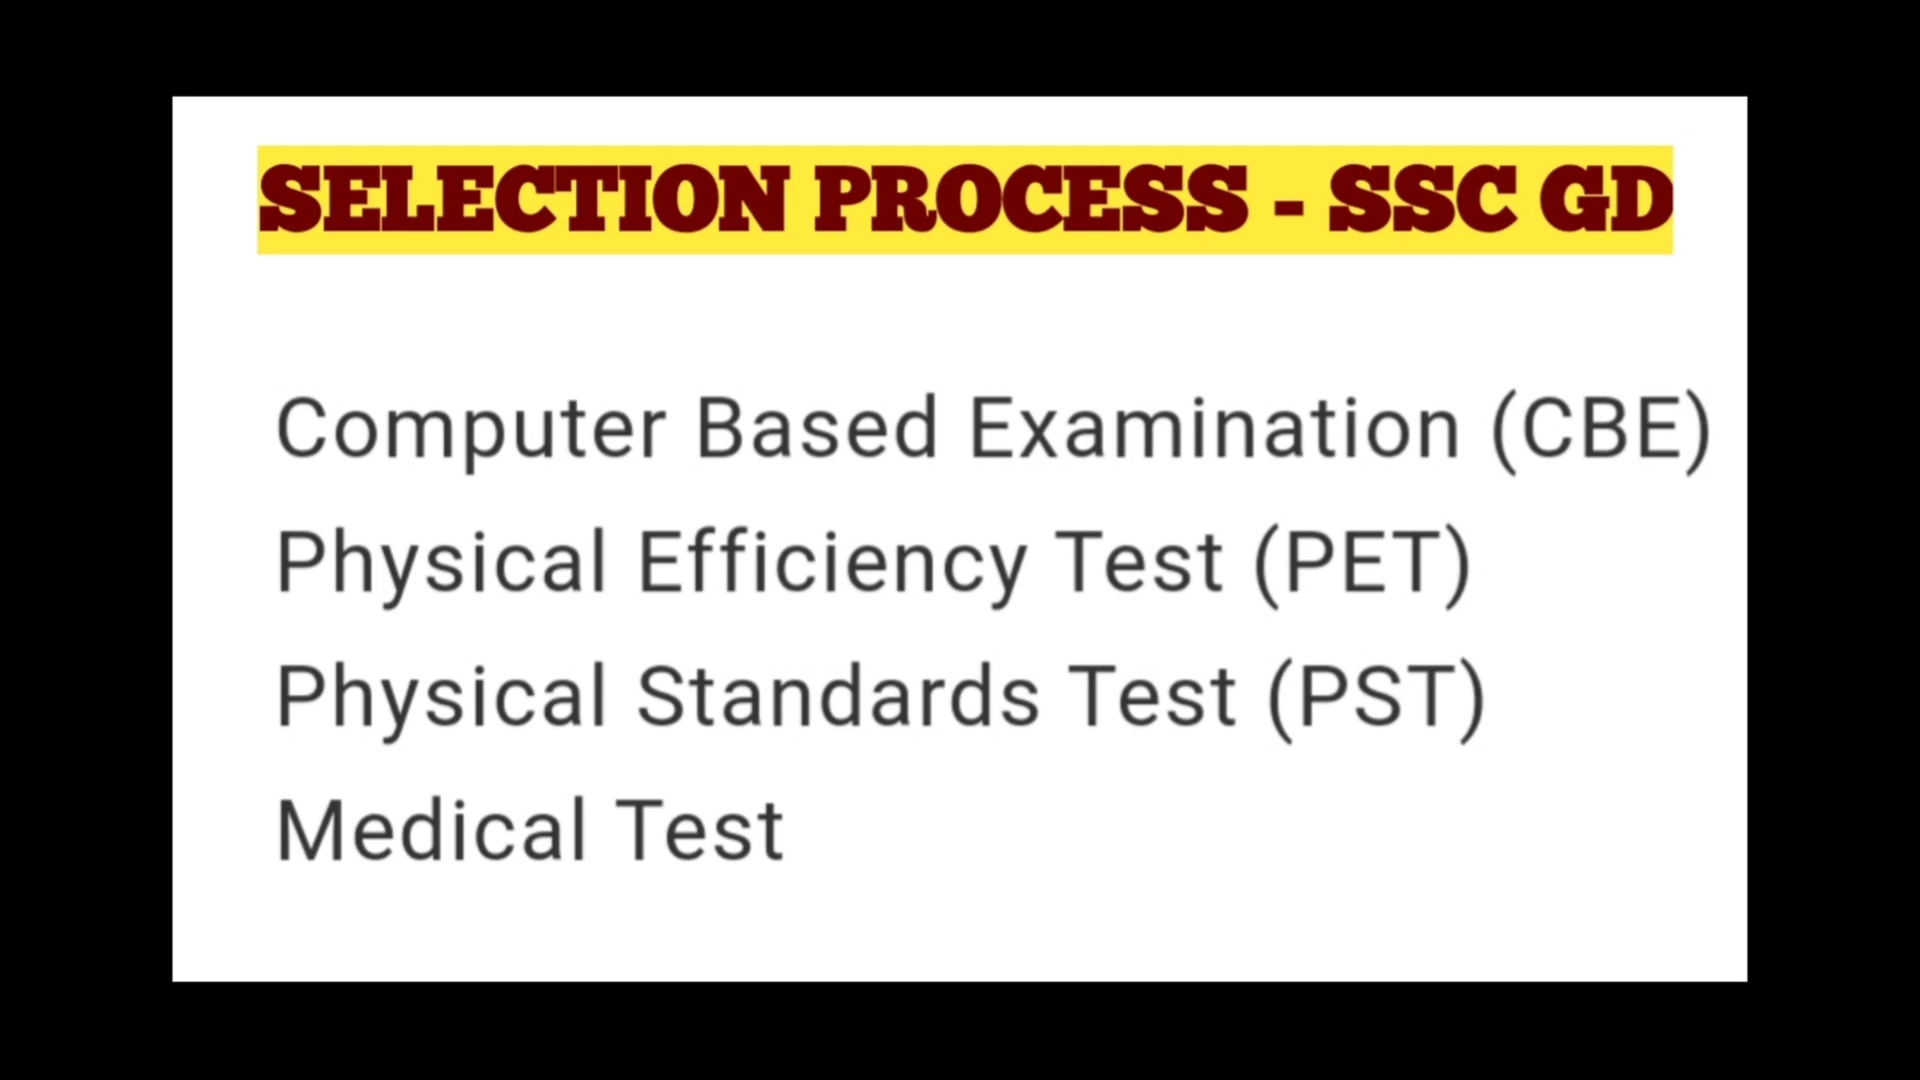 SELECTION PROCESS - SSC GD
Computer Based Examination (CBE)
Physical Efficiency Test (PET)
Physical Standards Test (PST)
Medical Test